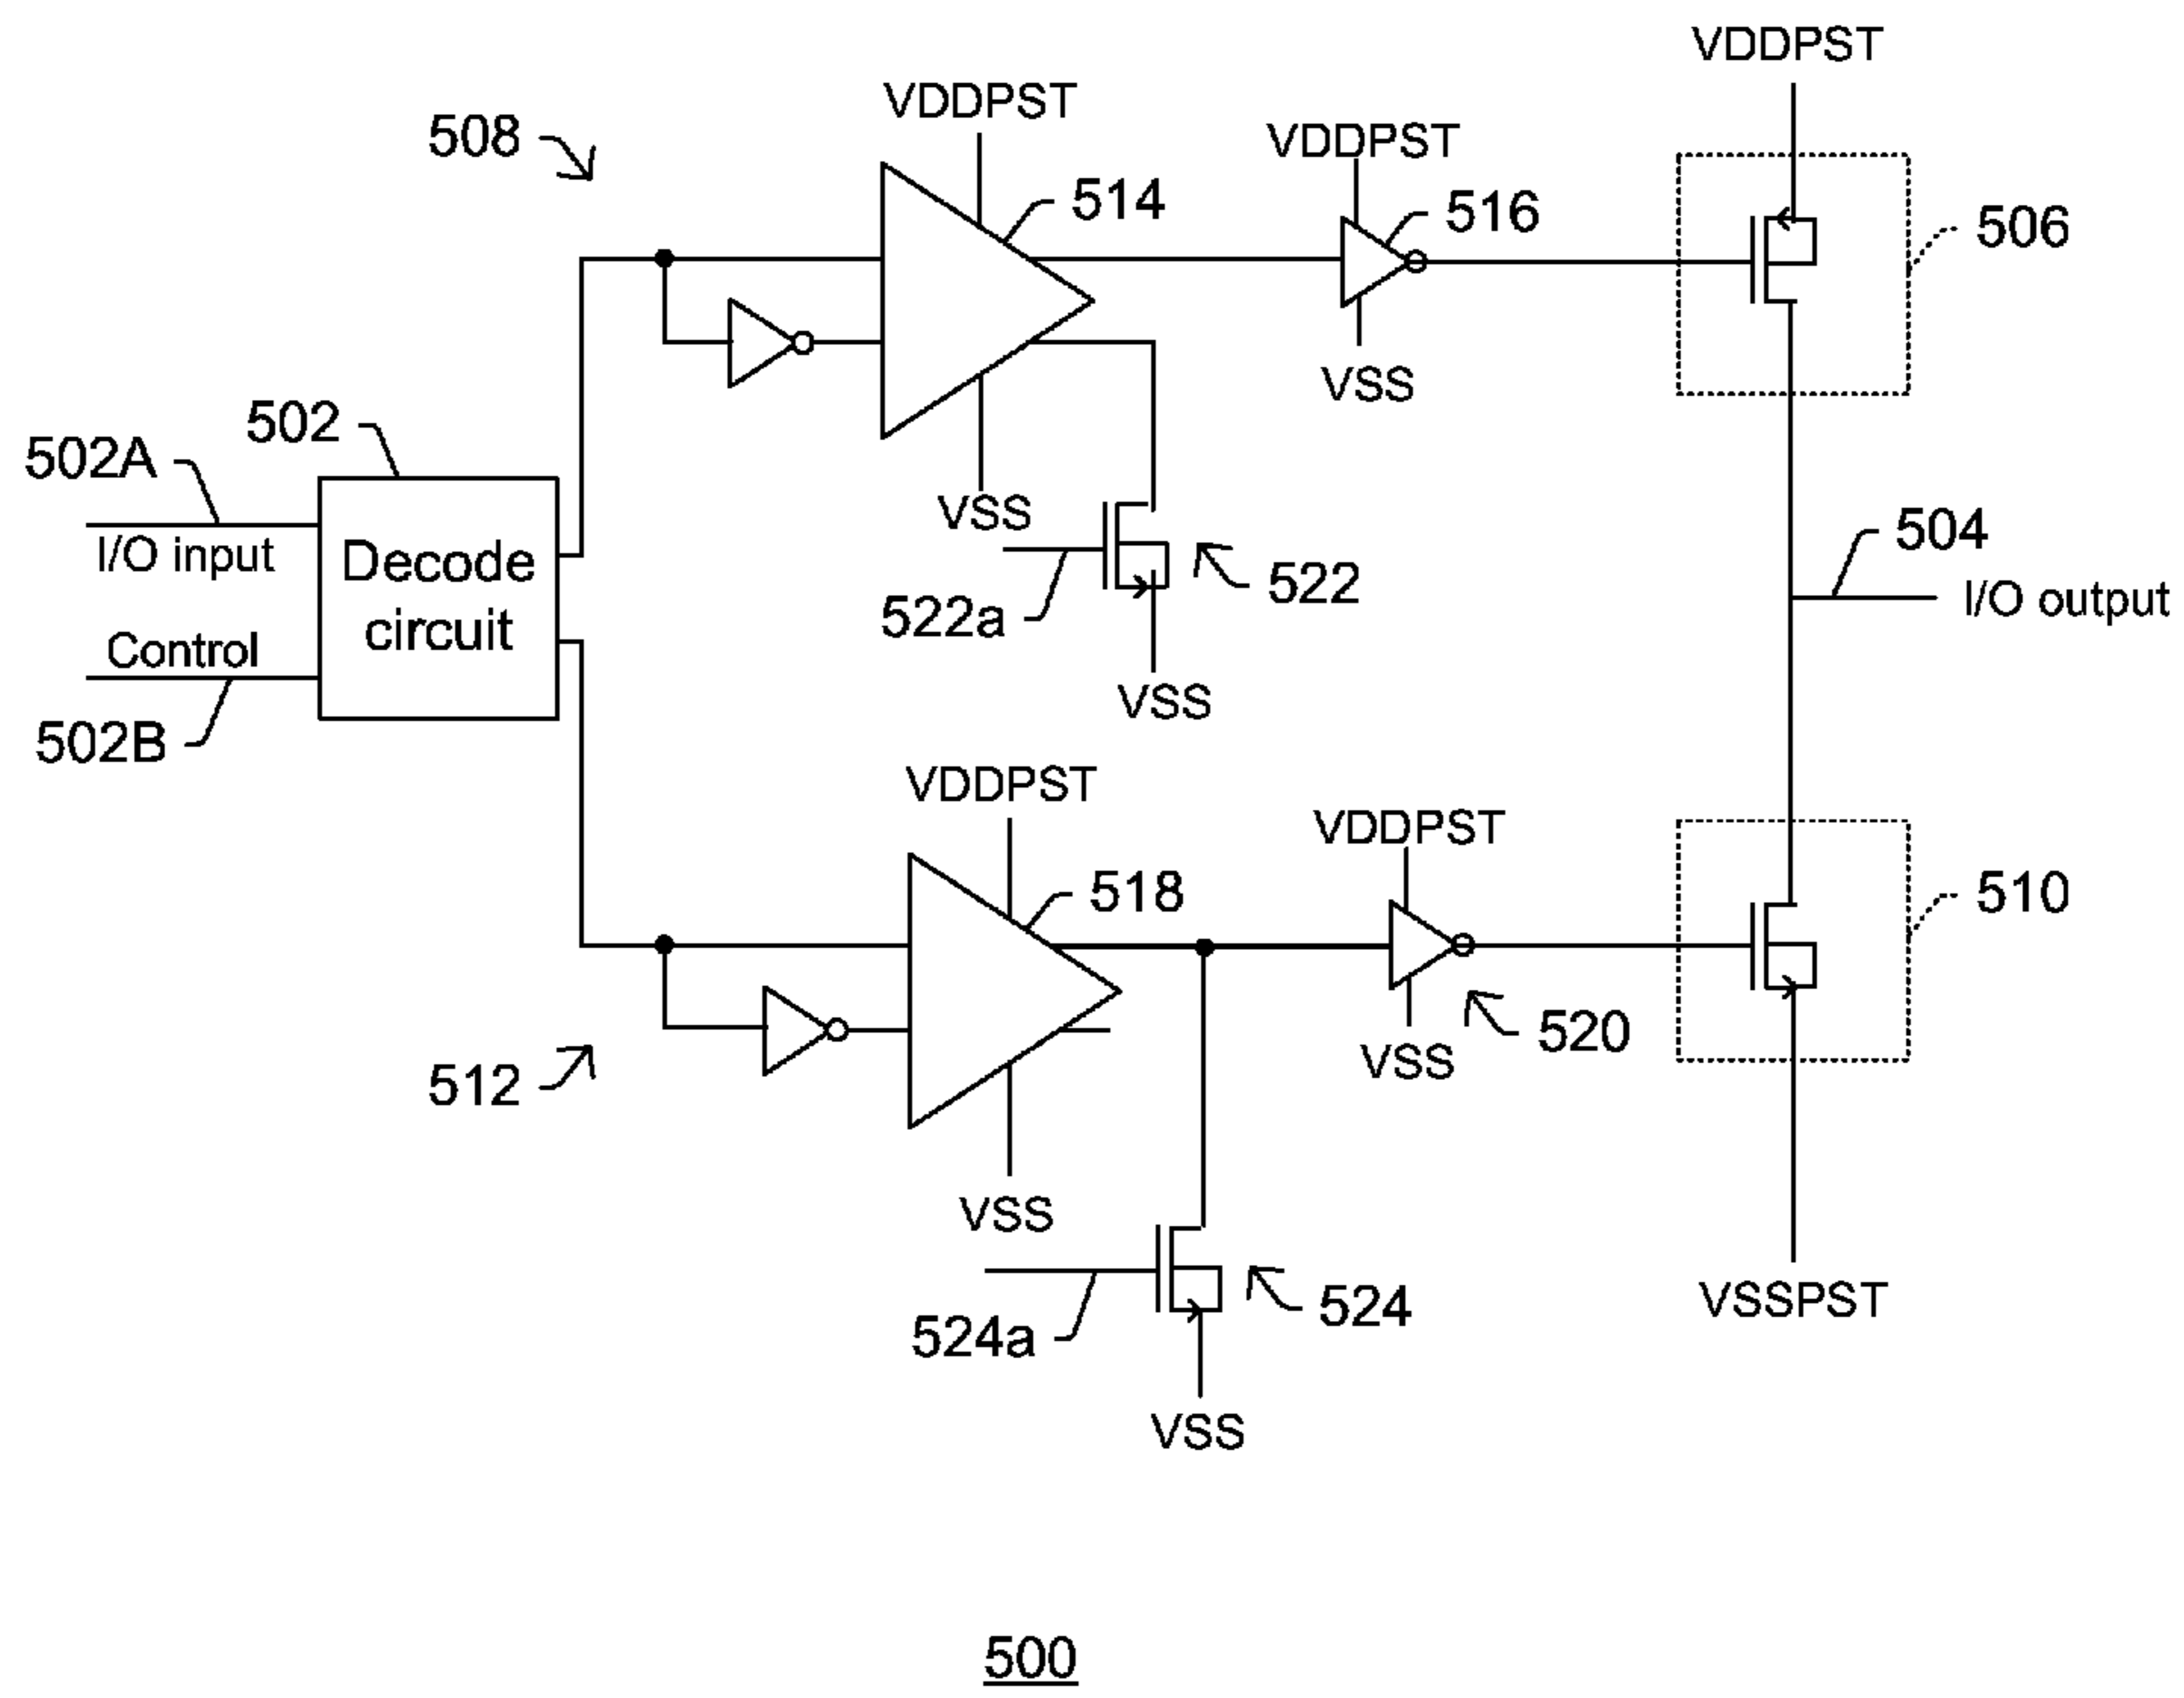 VDDPST
VDDPST
508
VDDPST
514
516
506
VSS
502
502A
VSS
I/O input
Decode
circuit
504
522
I/O output
522a
Control
VSS
502B
VDDPST
VDDPST
518
510
520
VSS
512
VSS
VSSPST
524
524a
VSS
500